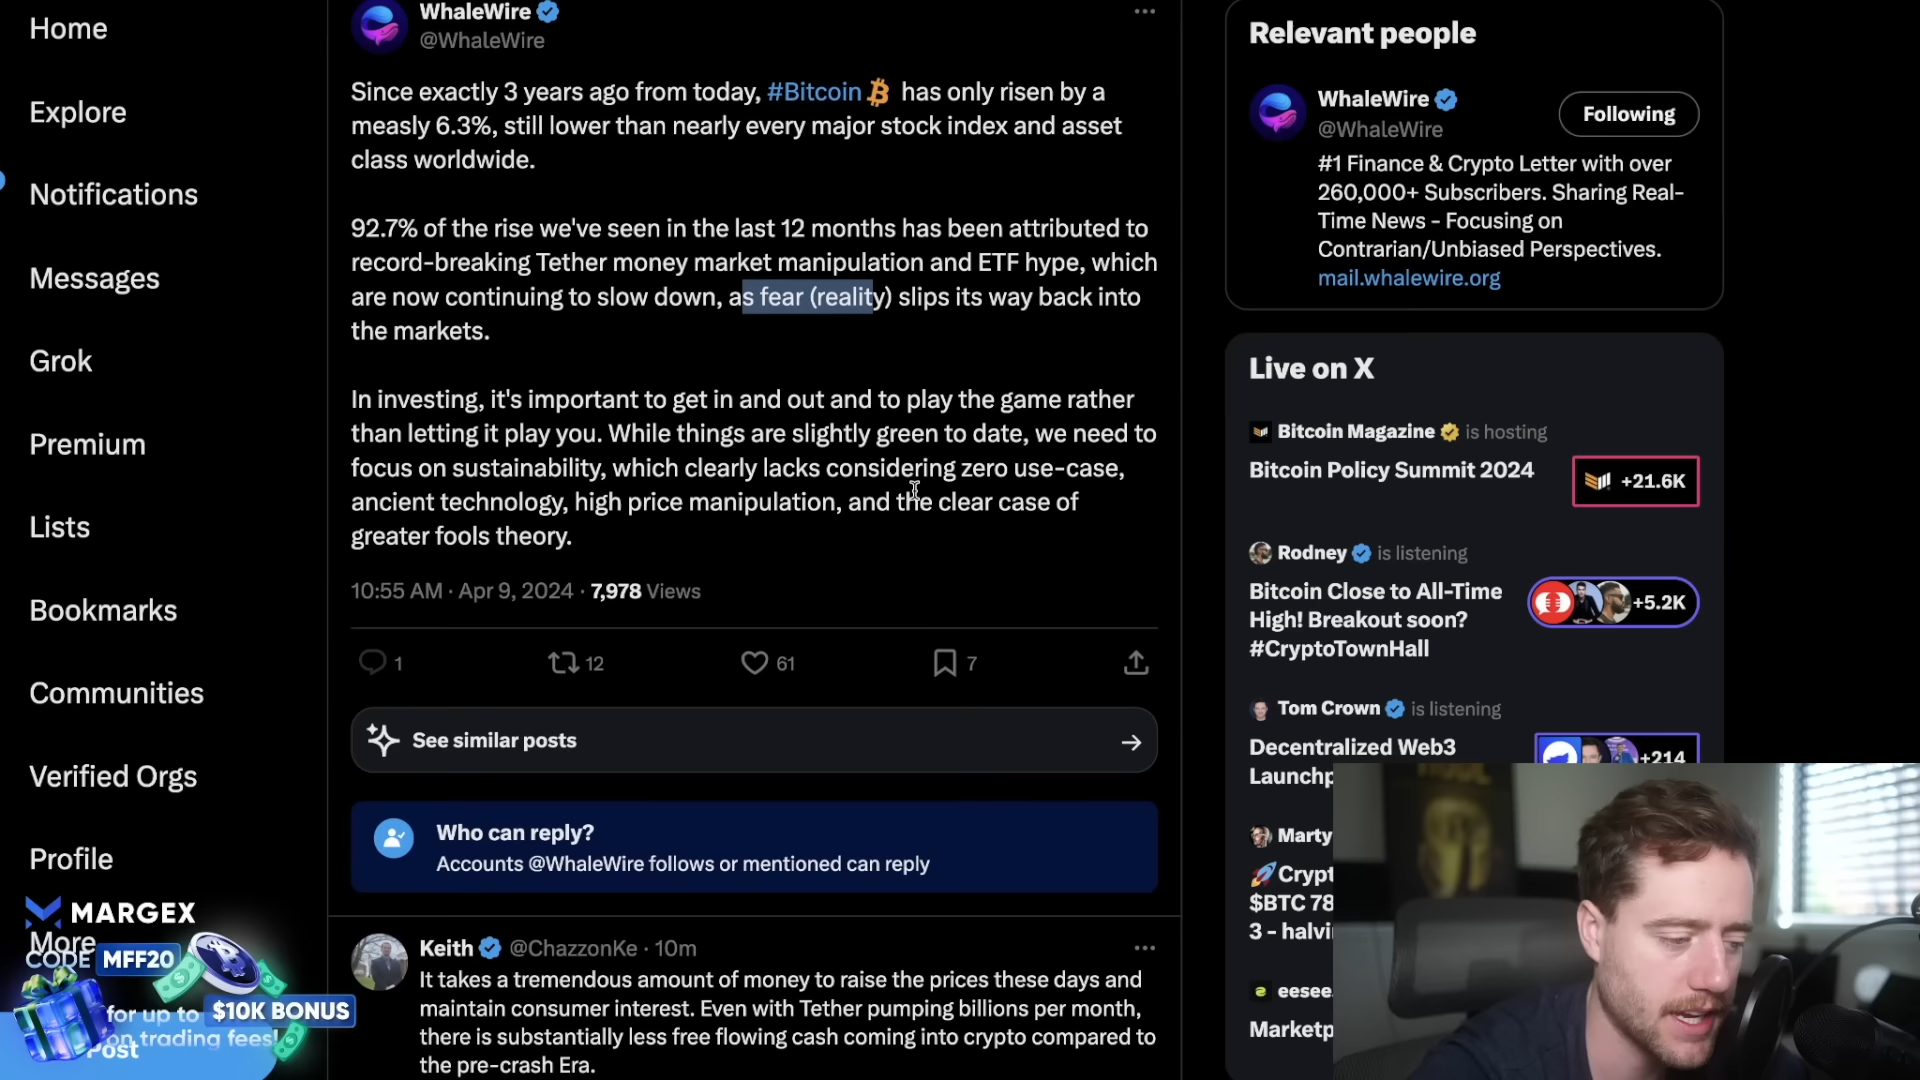 Home
Explore
Notifications
Messages
Grok
Premium
Lists
Bookmarks
Communities
Verified Orgs
Profile
More
Post
MARGEX
CODE MFF20
for up to $10K BONUS
on trading fees!
WhaleWire
@WhaleWire
Since exactly 3 years ago from today, #Bitcoin has only risen by a
measly 6.3%, still lower than nearly every major stock index and asset
class worldwide.
92.7% of the rise we've seen in the last 12 months has been attributed to
record-breaking Tether money market manipulation and ETF hype, which
are now continuing to slow down, as fear (reality) slips its way back into
the markets.
In investing, it's important to get in and out and to play the game rather
than letting it play you. While things are slightly green to date, we need to
focus on sustainability, which clearly lacks considering zero use-case,
ancient technology, high price manipulation, and the clear case of
greater fools theory.
10:55 AM · Apr 9, 2024 · 7,978 Views
1 12 61 7
See similar posts
Who can reply?
Accounts @WhaleWire follows or mentioned can reply
Keith @ChazzonKe · 10m
It takes a tremendous amount of money to raise the prices these days and
maintain consumer interest. Even with Tether pumping billions per month,
there is substantially less free flowing cash coming into crypto compared to
the pre-crash Era.
Relevant people
WhaleWire
@WhaleWire
Following
#1 Finance & Crypto Letter with over
260,000+ Subscribers. Sharing Real-
Time News - Focusing on
Contrarian/Unbiased Perspectives.
mail.whalewire.org
Live on X
Bitcoin Magazine is hosting
Bitcoin Policy Summit 2024
+21.6K
Rodney is listening
Bitcoin Close to All-Time
High! Breakout soon?
#CryptoTownHall
+5.2K
Tom Crown is listening
Decentralized Web3
Launchp
+214
Marty
Crypt
$BTC 78
3 - halvi
eesee
Marketp